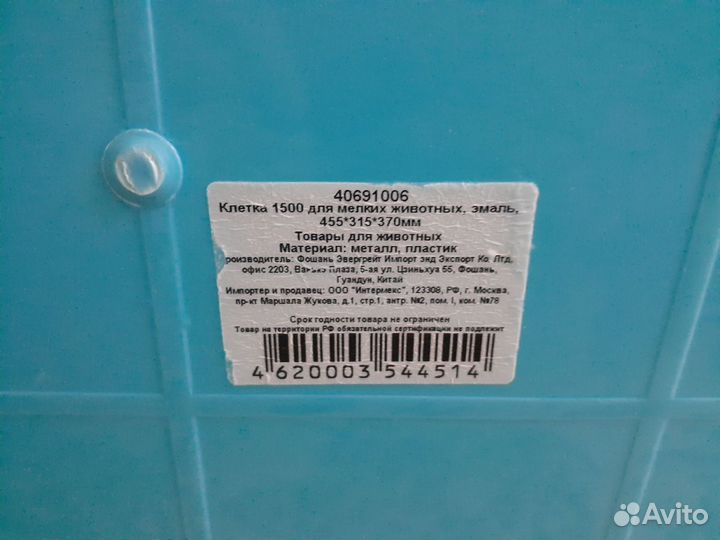 40691006
Клетка 1500 для мелких животных, эмаль,
455*315*370мм
Товары для животных
Материал: металл, пластик
роизводитель: Фошань Эвергрейт Импорт энд Экспорт Ко Лтд,
офис 2203, Плаза, 5-ая ул. Цзиньхуа 55, Фошань,
Гуандун, Китай
Импортер и продавец: ООО "Интермекс", 123308, РФ, г. Москва,
пр-кт Маршала Жукова, д.1, стр.1, антр. №2, пом. I, ком. №78
Срок годности товара не ограничен
Товар на территории РФ обязательной сертификации не подлежит
4 620003 544514
Avito